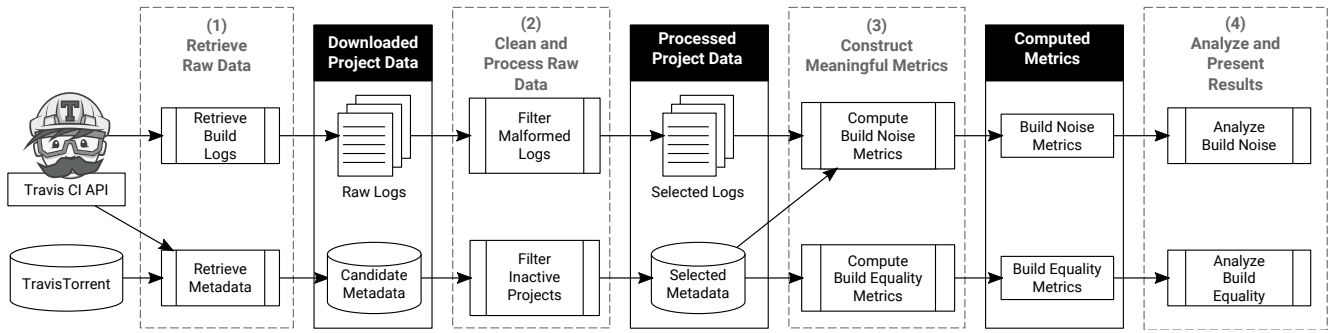 (1)
Retrieve
Raw Data
Downloaded
Project Data
(2)
Clean and
Process Raw
Data
Processed
Project Data
(3)
Construct
Meaningful Metrics
Computed
Metrics
(4)
Analyze and
Present
Results
T
Travis CI API
Retrieve
Build
Logs
Raw Logs
Filter
Malformed
Logs
Selected Logs
Compute
Build Noise
Metrics
Build Noise
Metrics
Analyze
Build Noise
TravisTorrent
Retrieve
Metadata
Candidate
Metadata
Filter
Inactive
Projects
Selected
Metadata
Compute
Build Equality
Metrics
Build Equality
Metrics
Analyze
Build
Equality